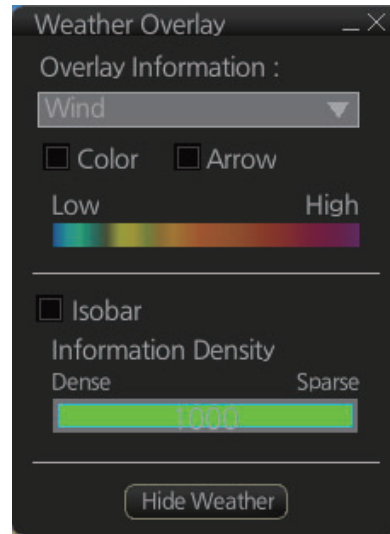 Weather Overlay
Overlay Information :
Wind
Color Arrow
Low High
Isobar
Information Density
Dense Sparse
1000
Hide Weather